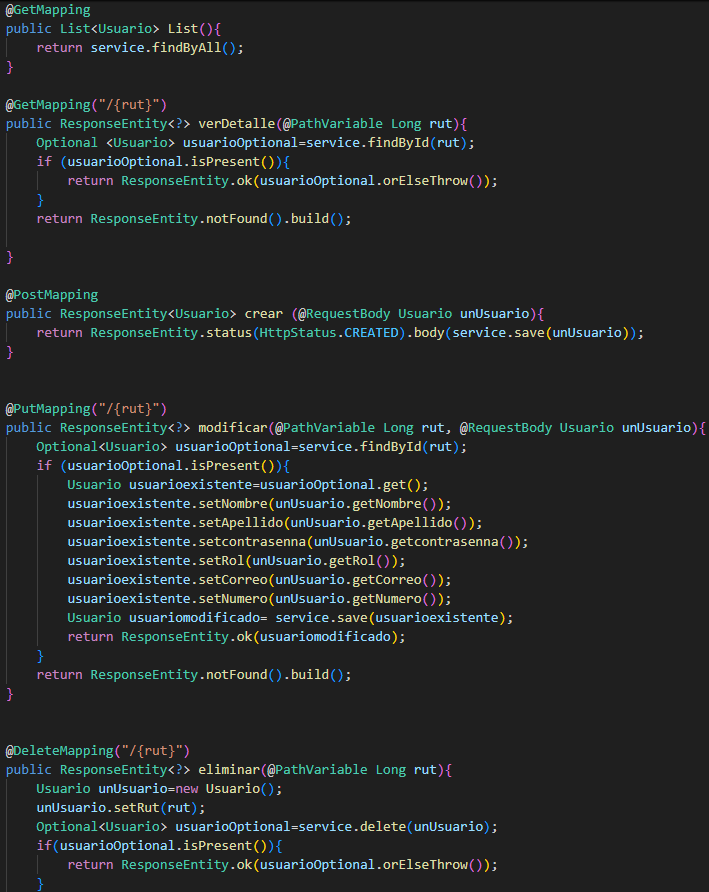 @GetMapping
public List<Usuario> List(){
    return service.findByAll();
}
@GetMapping("/{rut}")
public ResponseEntity<?> verDetalle(@PathVariable Long rut){
    Optional <Usuario> usuarioOptional=service.findById(rut);
    if (usuarioOptional.isPresent()){
        return ResponseEntity.ok(usuarioOptional.orElseThrow());
    }
    return ResponseEntity.notFound().build();
}
@PostMapping
public ResponseEntity<Usuario> crear (@RequestBody Usuario unUsuario){
    return ResponseEntity.status(HttpStatus.CREATED).body(service.save(unUsuario));
}
@PutMapping("/{rut}")
public ResponseEntity<?> modificar(@PathVariable Long rut, @RequestBody Usuario unUsuario){
    Optional<Usuario> usuarioOptional=service.findById(rut);
    if (usuarioOptional.isPresent()){
        Usuario usuarioexistente=usuarioOptional.get();
        usuarioexistente.setNombre(unUsuario.getNombre());
        usuarioexistente.setApellido(unUsuario.getApellido());
        usuarioexistente.setcontrasenna(unUsuario.getcontrasenna());
        usuarioexistente.setRol(unUsuario.getRol());
        usuarioexistente.setCorreo(unUsuario.getCorreo());
        usuarioexistente.setNumero(unUsuario.getNumero());
        Usuario usuariomodificado= service.save(usuarioexistente);
        return ResponseEntity.ok(usuariomodificado);
    }
    return ResponseEntity.notFound().build();
}
@DeleteMapping("/{rut}")
public ResponseEntity<?> eliminar(@PathVariable Long rut){
    Usuario unUsuario=new Usuario();
    unUsuario.setRut(rut);
    Optional<Usuario> usuarioOptional=service.delete(unUsuario);
    if(usuarioOptional.isPresent()){
        return ResponseEntity.ok(usuarioOptional.orElseThrow());
    }